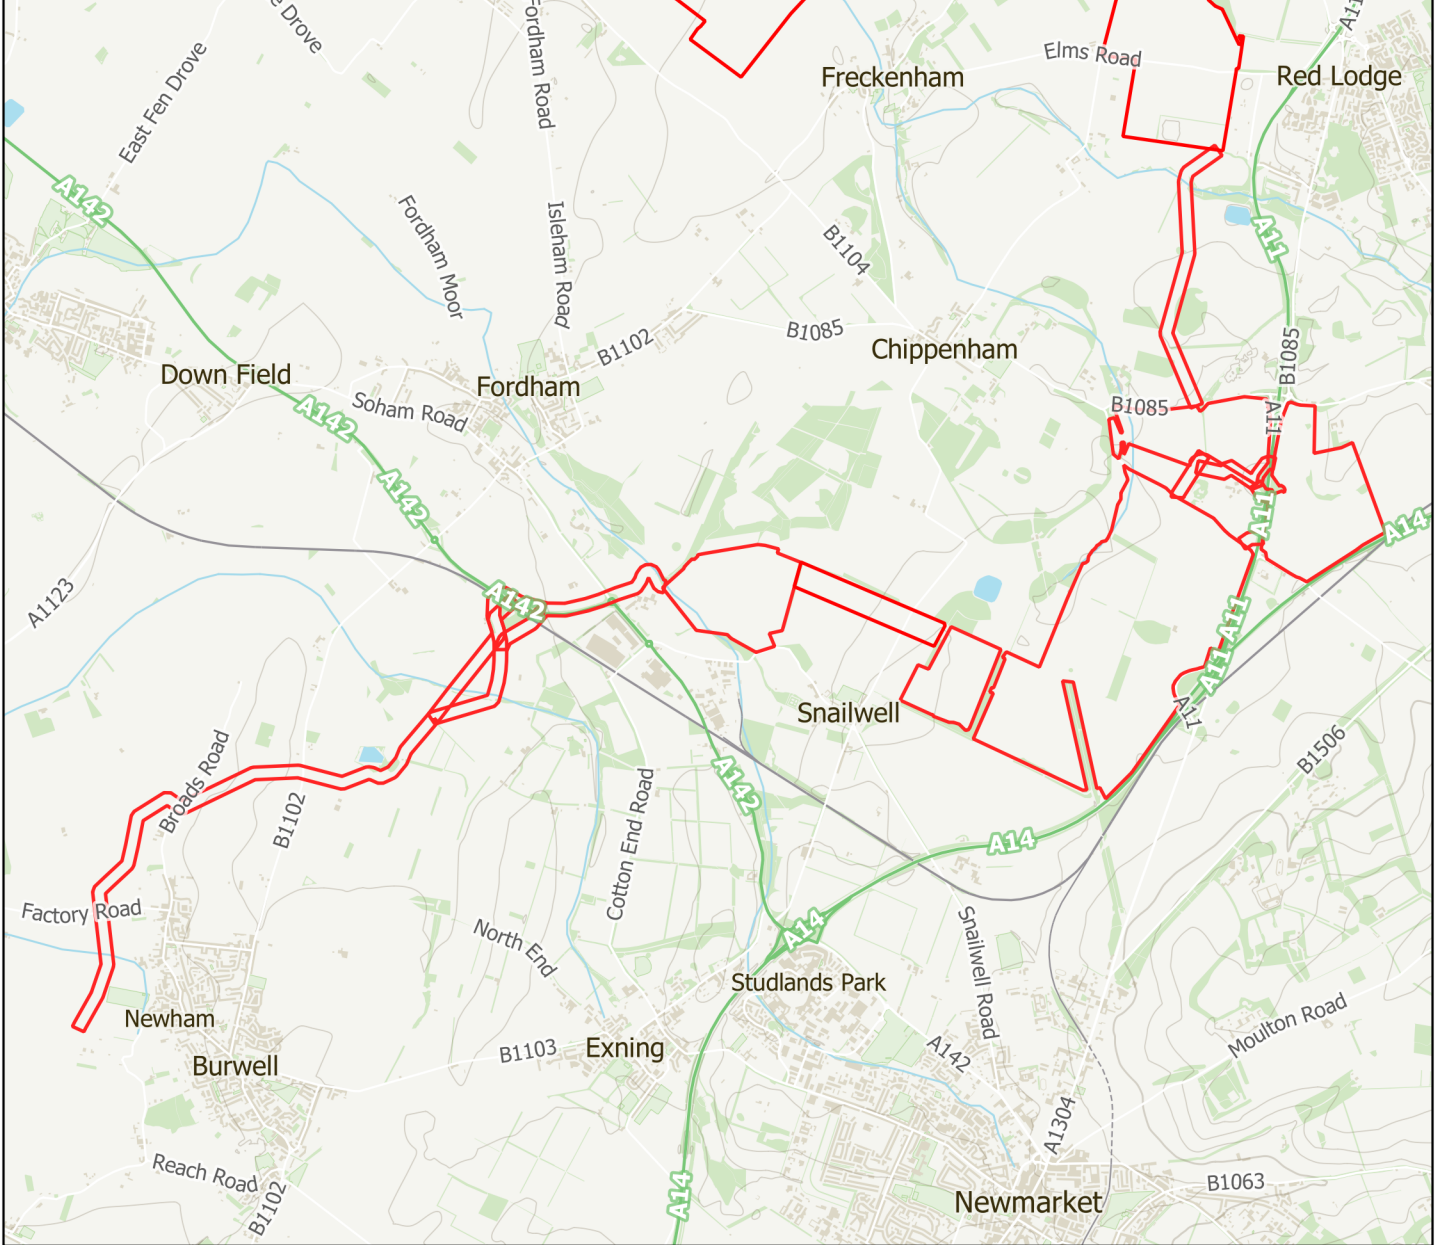 e Drove
Fordham Road
A11
Elms Road
Freckenham
Red Lodge
East Fen Drove
A142
Fordham Moor
Isleham Road
B1104
A11
B1102
B1085
B1085
Chippenham
Down Field
Fordham
Soham Road
A142
B1085
A11
A142
A11
A14
A1123
A142
A11
A11
Snailwell
A11
Broads Road
B1506
A142
B1102
Cotton End Road
A14
Factory Road
North End
A14
Snailwell Road
Studlands Park
Newham
Moulton Road
Exning
B1103
A142
Burwell
A1304
Reach Road
B1063
A14
B1102
Newmarket